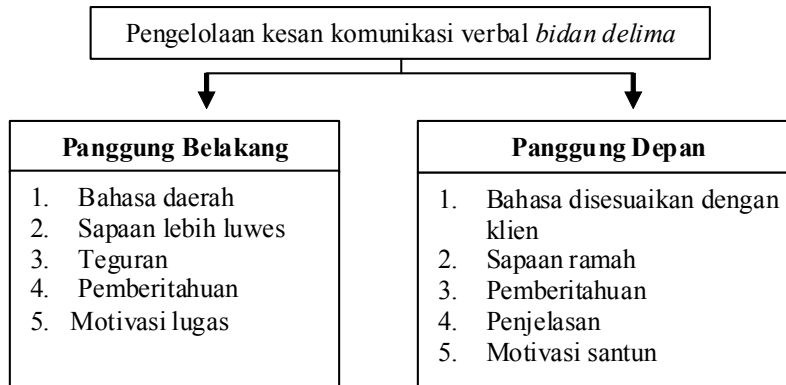 Pengelolaan kesan komunikasi verbal bidan delima
Panggung Belakang
1. Bahasa daerah
2. Sapaan lebih luwes
3. Teguran
4. Pemberitahuan
5. Motivasi lugas
Panggung Depan
1. Bahasa disesuaikan dengan
klien
2. Sapaan ramah
3. Pemberitahuan
4. Penjelasan
5. Motivasi santun